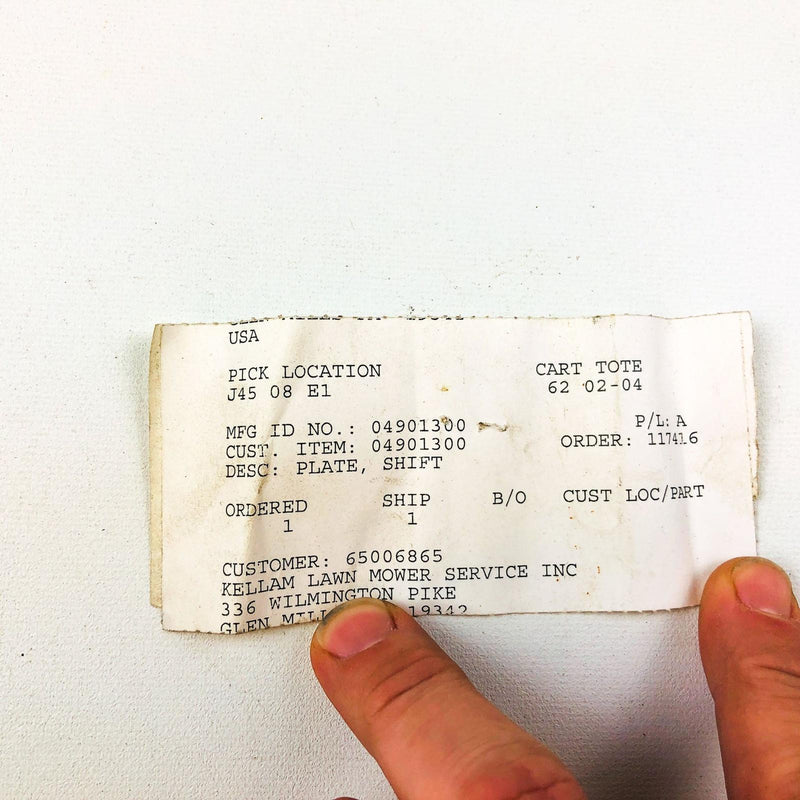 USA
PICK LOCATION CART TOTE
J45 08 E1 62 02-04
MFG ID NO.: 04901300 P/L: A
CUST. ITEM: 04901300 ORDER: 117416
DESC: PLATE, SHIFT
ORDERED SHIP B/O CUST LOC/PART
1 1
CUSTOMER: 65006865
KELLAM LAWN MOWER SERVICE INC
336 WILMINGTON PIKE
GLEN 19342